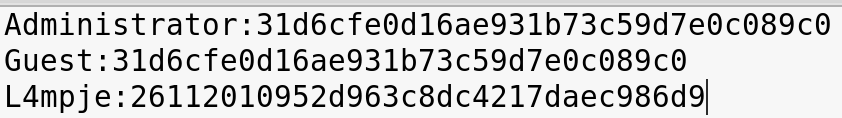 Administrator:31d6cfe0d16ae931b73c59d7e0c089c0
Guest:31d6cfe0d16ae931b73c59d7e0c089c0
L4mpje:26112010952d963c8dc4217daec986d9